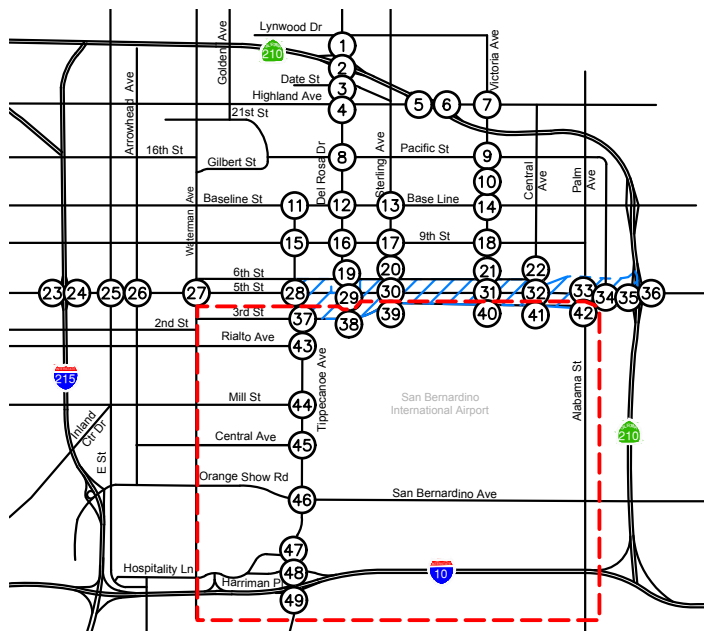 Lynwood Dr
1
210
2
Golden Ave
Victoria Ave
Arrowhead Ave
Date St
3
Highland Ave
4
5
6
7
21st St
16th St
Gilbert St
8
Pacific St
9
Del Rosa Dr
Sterling Ave
Central Ave
Palm Ave
10
Waterman Ave
Baseline St
11
12
13
Base Line
14
15
16
17
9th St
18
6th St
19
20
21
22
23
24
25
26
27
5th St
28
29
30
31
32
33
34
35
36
3rd St
37
38
39
40
41
42
2nd St
Rialto Ave
43
Tippecanoe Ave
215
Mill St
44
San Bernardino
International Airport
Alabama St
Inland
Ctr Dr
E St
Central Ave
45
210
Orange Show Rd
46
San Bernardino Ave
47
Hospitality Ln
48
Harriman Pl
10
49